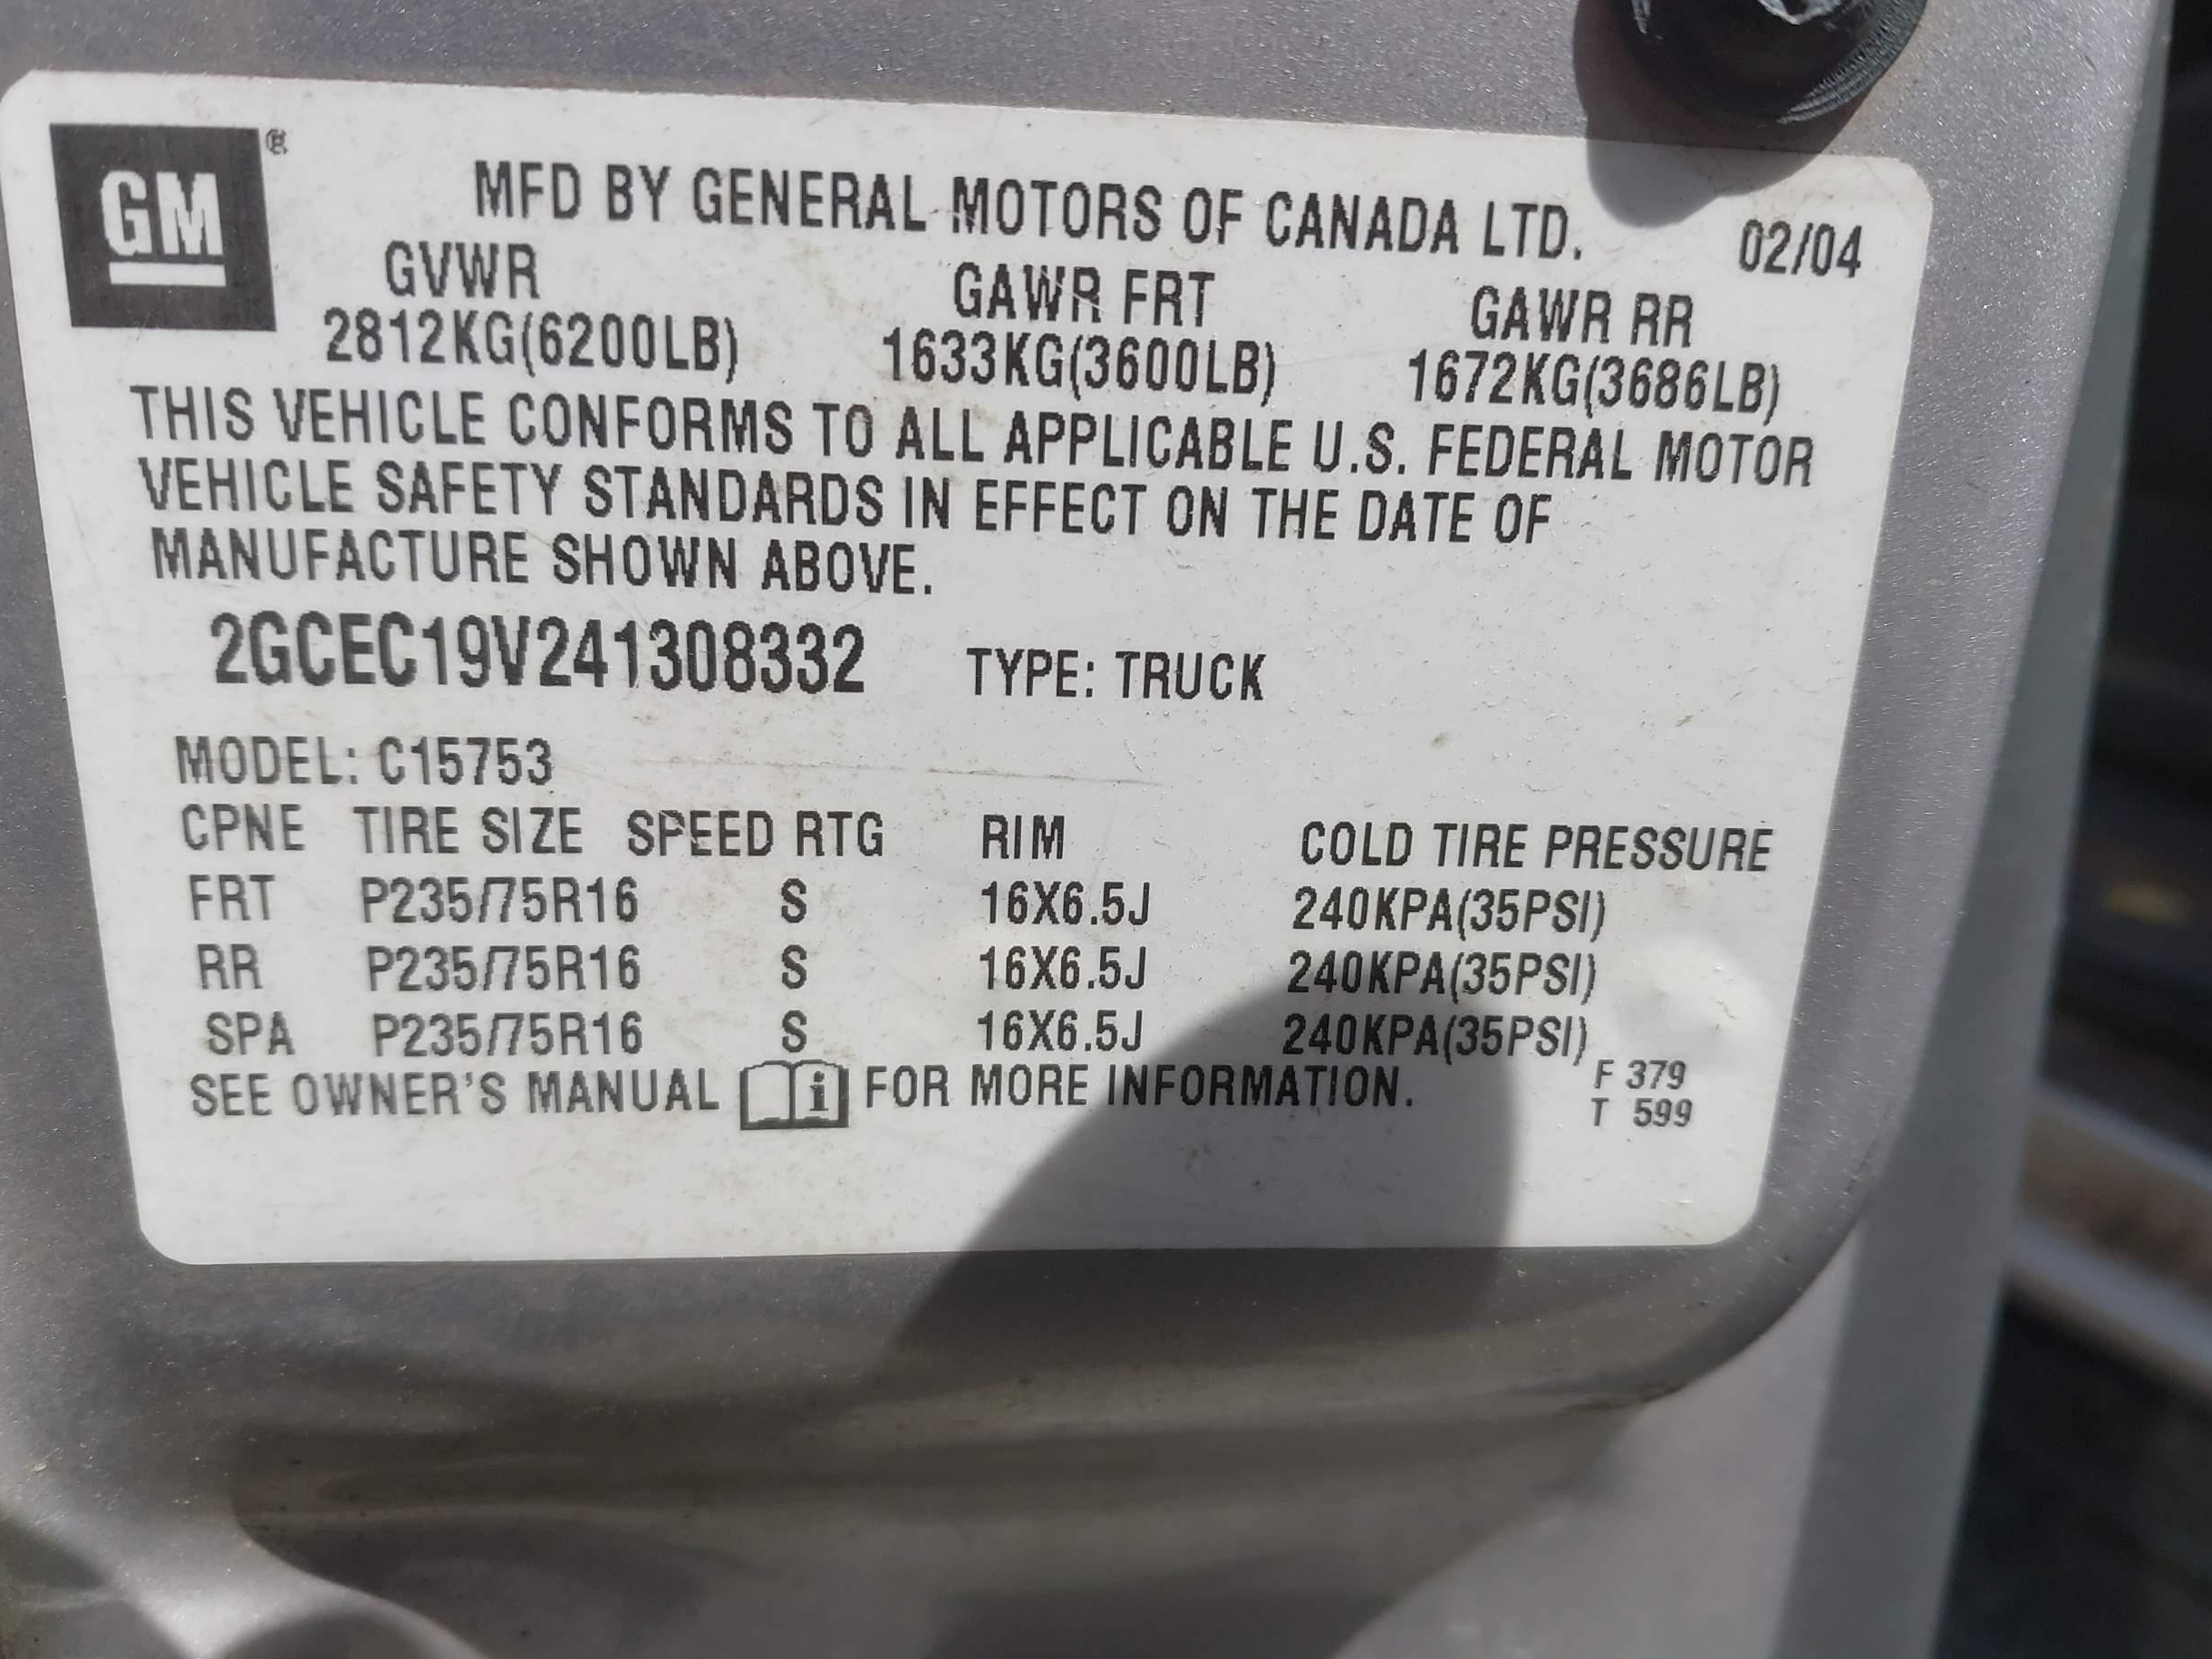 GM®
MFD BY GENERAL MOTORS OF CANADA LTD. 02/04
GVWR GAWR FRT GAWR RR
2812KG(6200LB) 1633KG(3600LB) 1672KG(3686LB)
THIS VEHICLE CONFORMS TO ALL APPLICABLE U.S. FEDERAL MOTOR
VEHICLE SAFETY STANDARDS IN EFFECT ON THE DATE OF
MANUFACTURE SHOWN ABOVE.
2GCEC19V241308332 TYPE: TRUCK
MODEL: C15753
CPNE TIRE SIZE SPEED RTG RIM COLD TIRE PRESSURE
FRT P235/75R16 S 16X6.5J 240KPA(35PSI)
RR P235/75R16 S 16X6.5J 240KPA(35PSI)
SPA P235/75R16 S 16X6.5J 240KPA(35PSI)
SEE OWNER'S MANUAL i FOR MORE INFORMATION. F 379
T 599